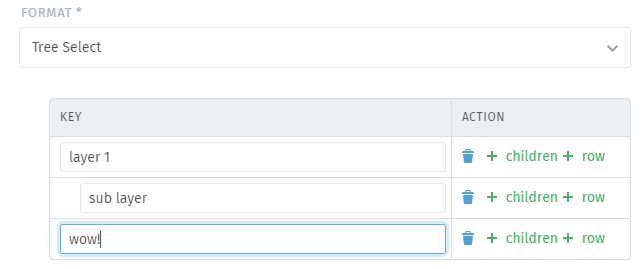 FORMAT *
Tree Select
KEY ACTION
layer 1 + children + row
sub layer + children + row
wow! + children + row